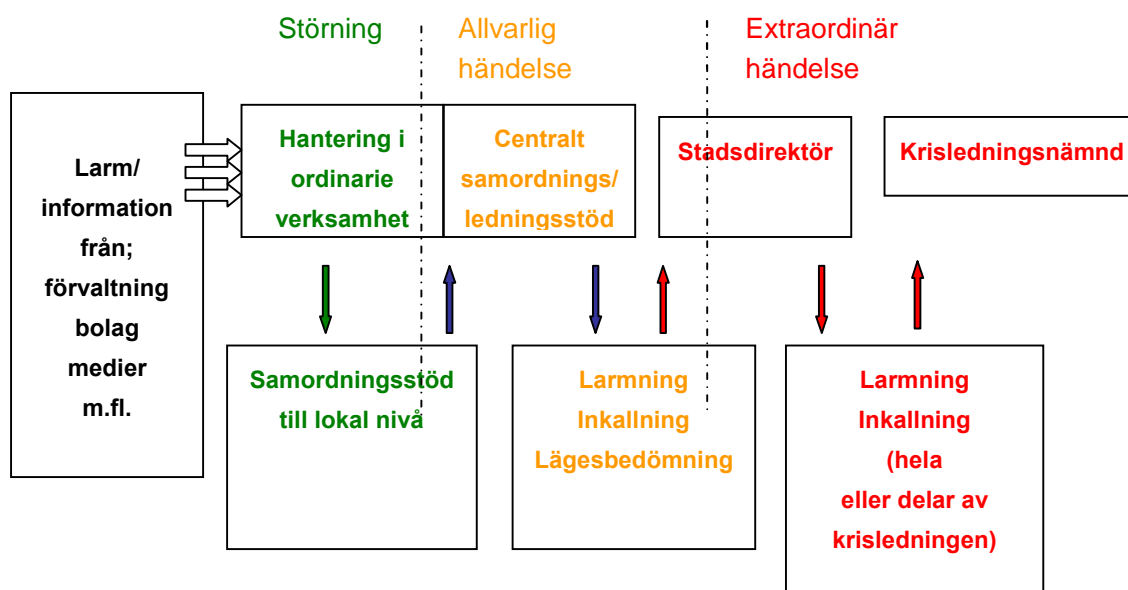 Störning
Allvarlig
händelse
Extraordinär
händelse
Larm/
information
från;
förvaltning
bolag
medier
m.fl.
Hantering i
ordinarie
verksamhet
Centralt
samordnings/
ledningsstöd
Stadsdirektör
Krisledningsnämnd
Samordningsstöd
till lokal nivå
Larmning
Inkallning
Lägesbedömning
Larmning
Inkallning
(hela
eller delar av
krisledningen)